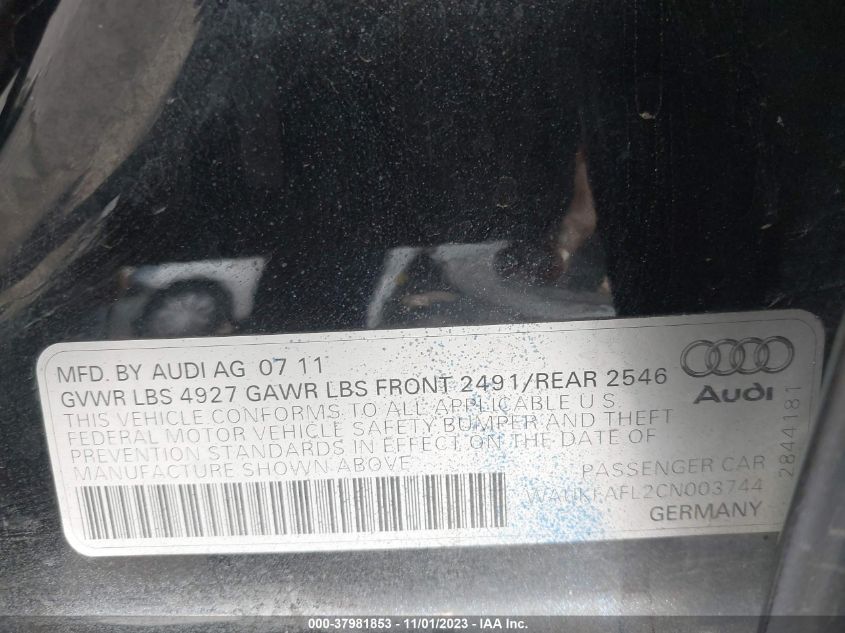 MFD. BY AUDI AG 07 11
GVWR LBS 4927 GAWR LBS FRONT 2491/REAR 2546
THIS VEHICLE CONFORMS TO ALL APPLICABLE U S
FEDERAL MOTOR VEHICLE SAFETY BUMPER AND THEFT
PREVENTION STANDARDS IN EFFECT ON THE DATE OF
MANUFACTURE SHOWN ABOVE
PASSENGER CAR
WAUKFAFL2CN003744
GERMANY
Audi
2844181
000-37981853 - 11/01/2023 - IAA Inc.